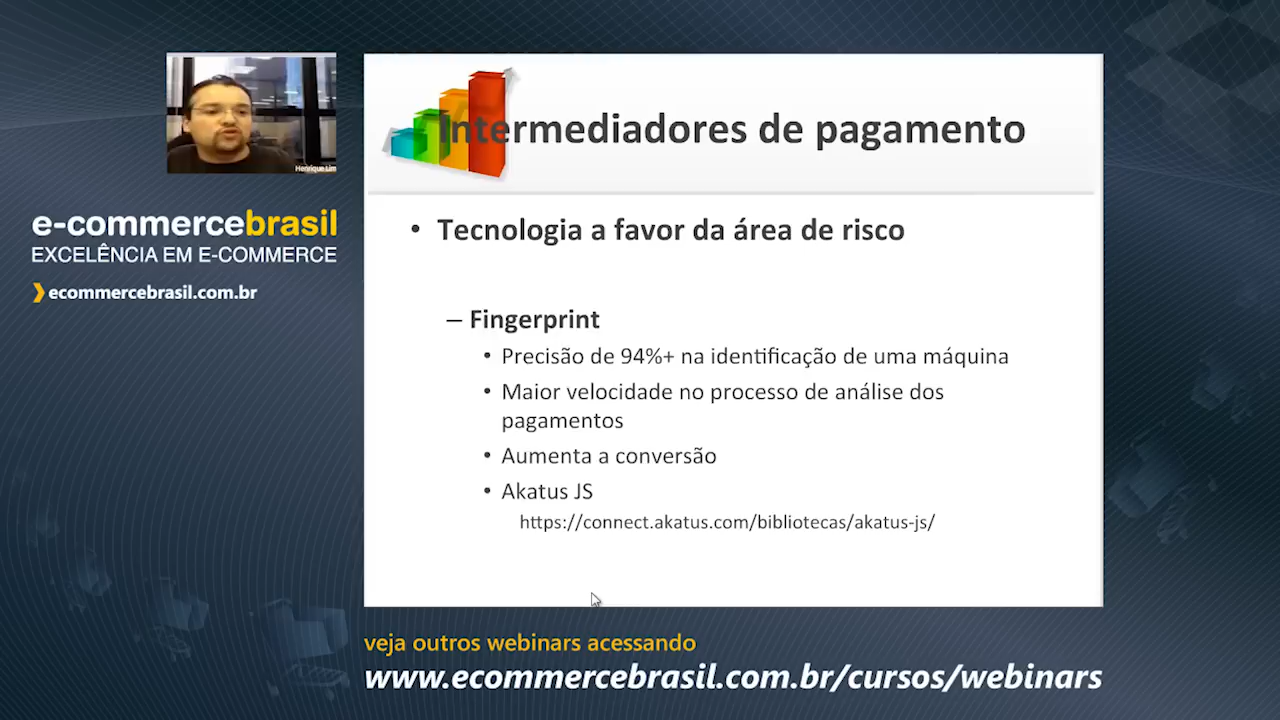 Henrique Lim
e-commercebrasil
EXCELÊNCIA EM E-COMMERCE
ecommercebrasil.com.br
Intermediadores de pagamento
• Tecnologia a favor da área de risco
– Fingerprint
• Precisão de 94%+ na identificação de uma máquina
• Maior velocidade no processo de análise dos
pagamentos
• Aumenta a conversão
• Akatus JS
https://connect.akatus.com/bibliotecas/akatus-js/
veja outros webinars acessando
www.ecommercebrasil.com.br/cursos/webinars